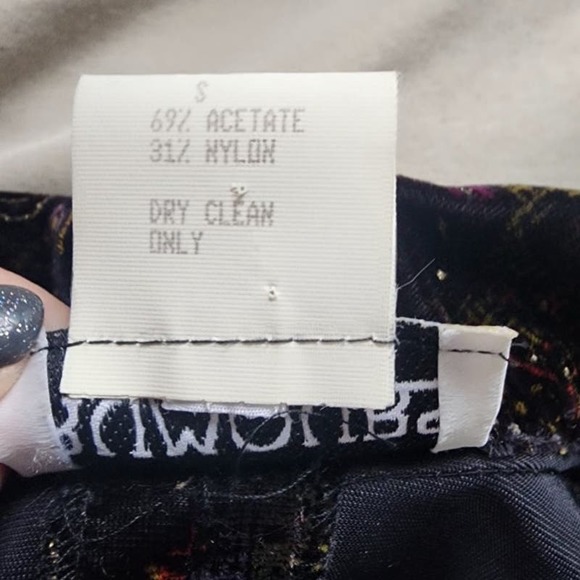 S
69% ACETATE
31% NYLON
DRY CLEAN
ONLY